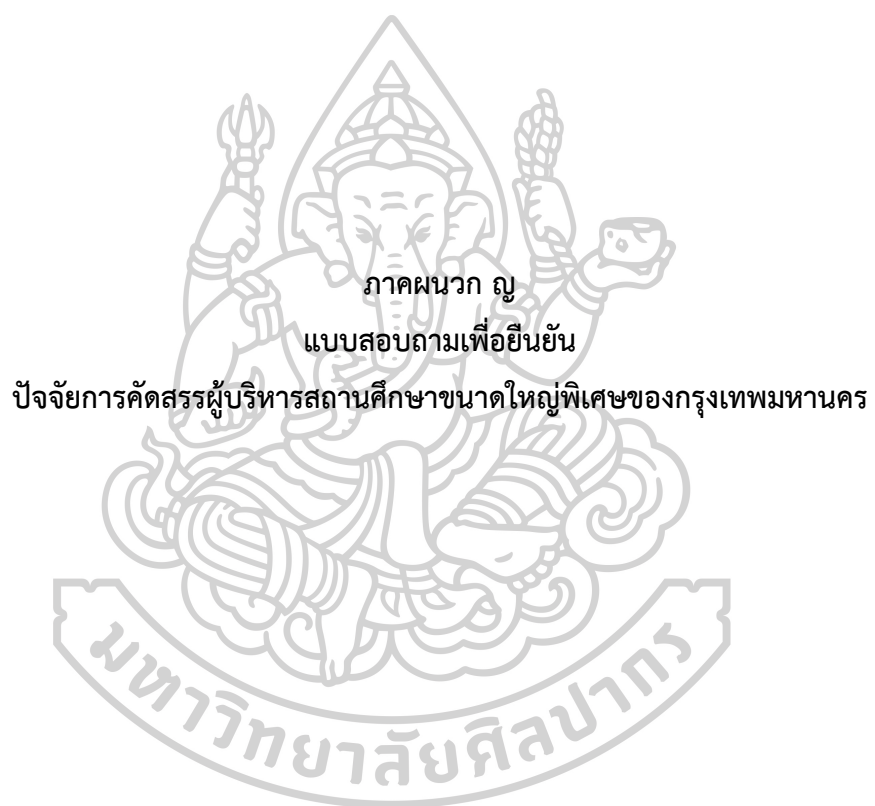 ภาคผนวก ญ
แบบสอบถามเพื่อยืนยัน
ปัจจัยการคัดสรรผู้บริหารสถานศึกษาขนาดใหญ่พิเศษของกรุงเทพมหานคร
มหาวิทยาลัยศิลปากร